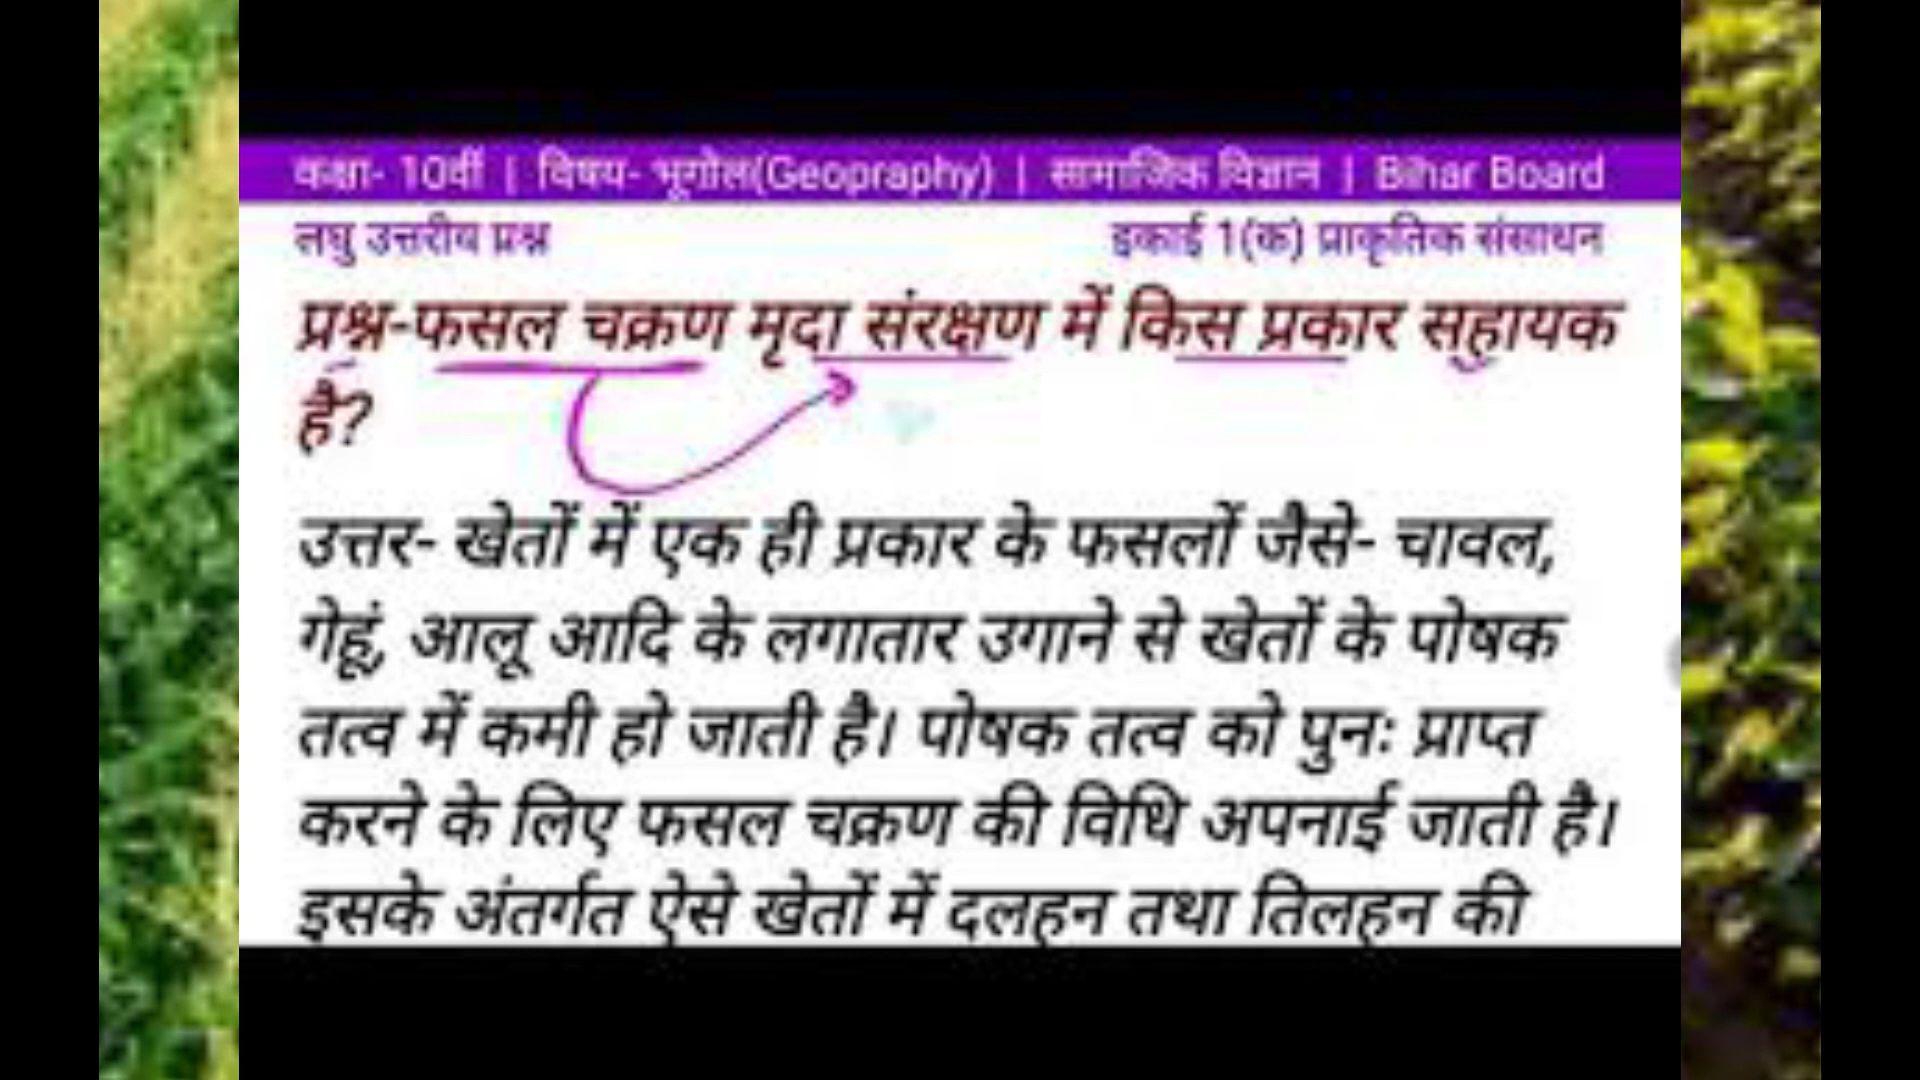 कक्षा- 10वीं | विषय- भूगोल(Geopraphy) | सामाजिक विज्ञान | Bihar Board
लघु उत्तरीय प्रश्न इकाई 1(क) प्राकृतिक संसाधन
प्रश्न-फसल चक्रण मृदा संरक्षण में किस प्रकार सहायक
है?
उत्तर- खेतों में एक ही प्रकार के फसलों जैसे- चावल,
गेहूं, आलू आदि के लगातार उगाने से खेतों के पोषक
तत्व में कमी हो जाती है। पोषक तत्व को पुनः प्राप्त
करने के लिए फसल चक्रण की विधि अपनाई जाती है।
इसके अंतर्गत ऐसे खेतों में दलहन तथा तिलहन की